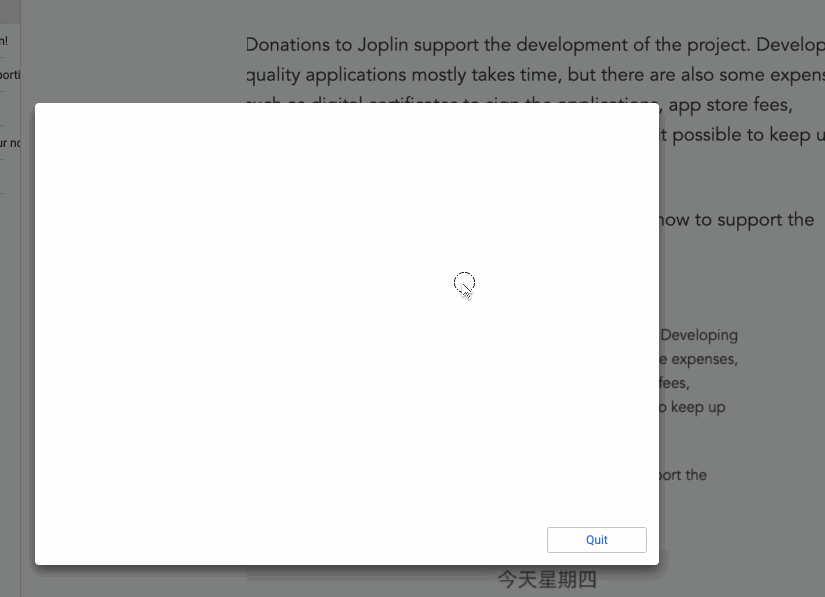 n!
porti
ur no
Donations to Joplin support the development of the project. Develop
quality applications mostly takes time, but there are also some expens
such as digital certificates to sign the applications, app store fees,
it possible to keep u
now to support the
Developing
e expenses,
fees,
o keep up
port the
Quit
今天星期四